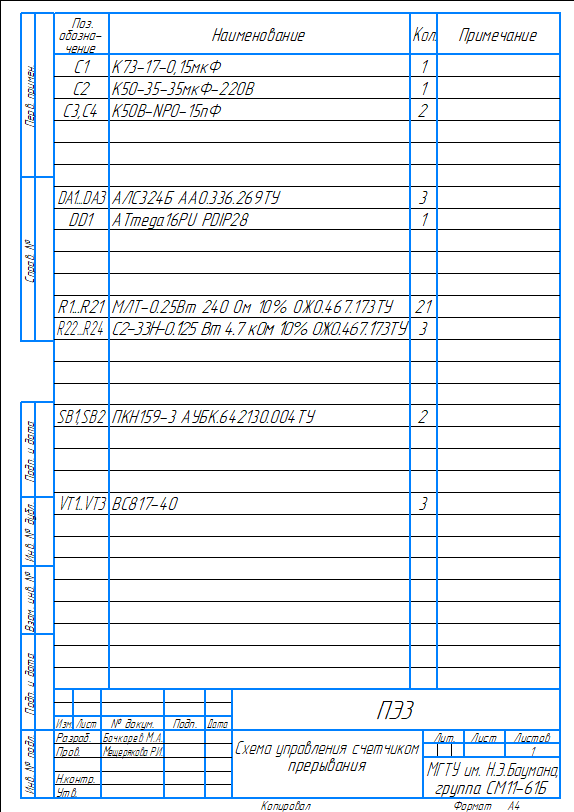 Поз. обозна-чение Наименование Кол. Примечание
C1 К73-17-0,15мкФ 1
C2 К50-35-35мкФ-220В 1
C3,C4 К50В-NP0-15пФ 2
DA1..DA3 АЛС324Б АА0.336.269ТУ 3
DD1 ATmega16PU PDIP28 1
R1..R21 МЛТ-0.25Вт 240 Ом 10% ОЖ0.467.173ТУ 21
R22..R24 С2-33Н-0.125 Вт 4.7 кОм 10% ОЖ0.467.173ТУ 3
SB1,SB2 ПКН159-3 АУБК.642130.004ТУ 2
VT1..VT3 BC817-40 3
Перв. примен.
Справ. №
Подп. и дата
Инв. № дубл.
Взам. инв. №
Подп. и дата
Инв. № подл.
ПЭ3
Изм. Лист № докум. Подп. Дата
Разраб. Бочкарев М.А.
Пров. Мещерякова Р.И.
Н.контр.
Утв.
Схема управления счетчиком
прерывания
Лит. Лист Листов
1
МГТУ им. Н.Э.Баумана,
группа СМ11-61Б
Копировал Формат А4